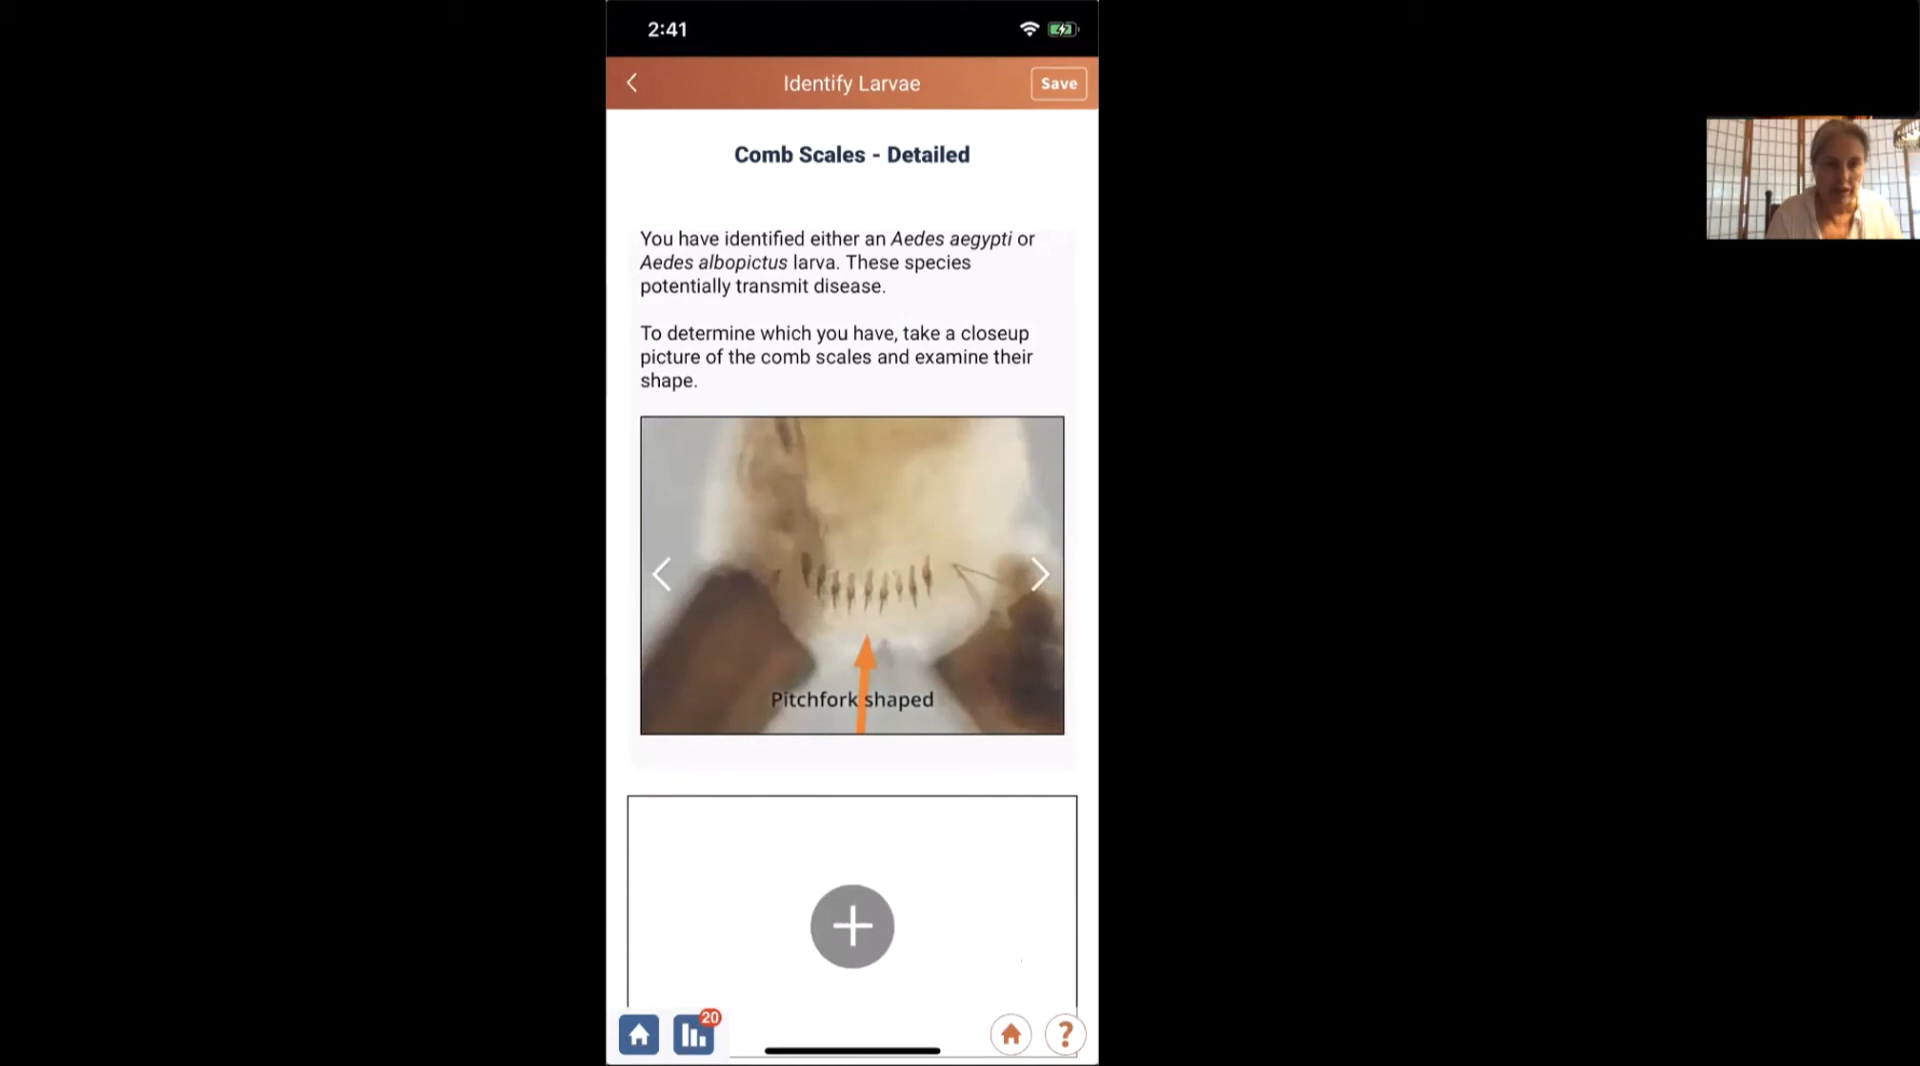 2:41
Identify Larvae
Save
Comb Scales - Detailed
You have identified either an Aedes aegypti or
Aedes albopictus larva. These species
potentially transmit disease.
To determine which you have, take a closeup
picture of the comb scales and examine their
shape.
Pitchfork shaped
20
?